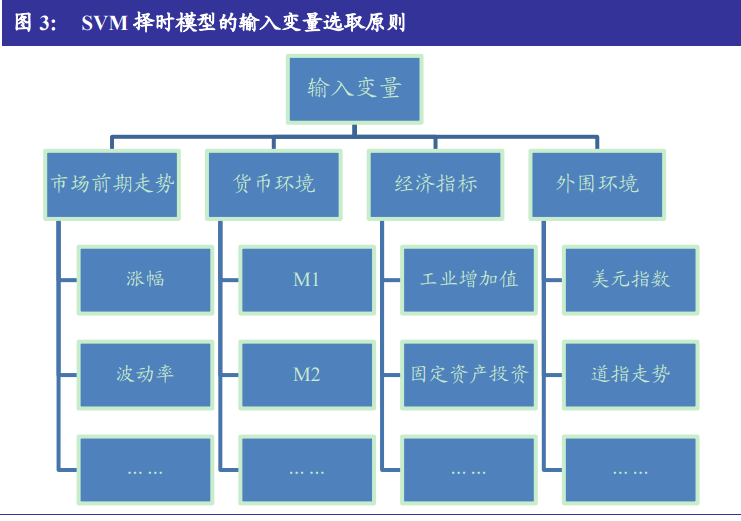 图 3: SVM 择时模型的输入变量选取原则
输入变量
市场前期走势
货币环境
经济指标
外围环境
涨幅
M1
工业增加值
美元指数
波动率
M2
固定资产投资
道指走势
……
……
……
……